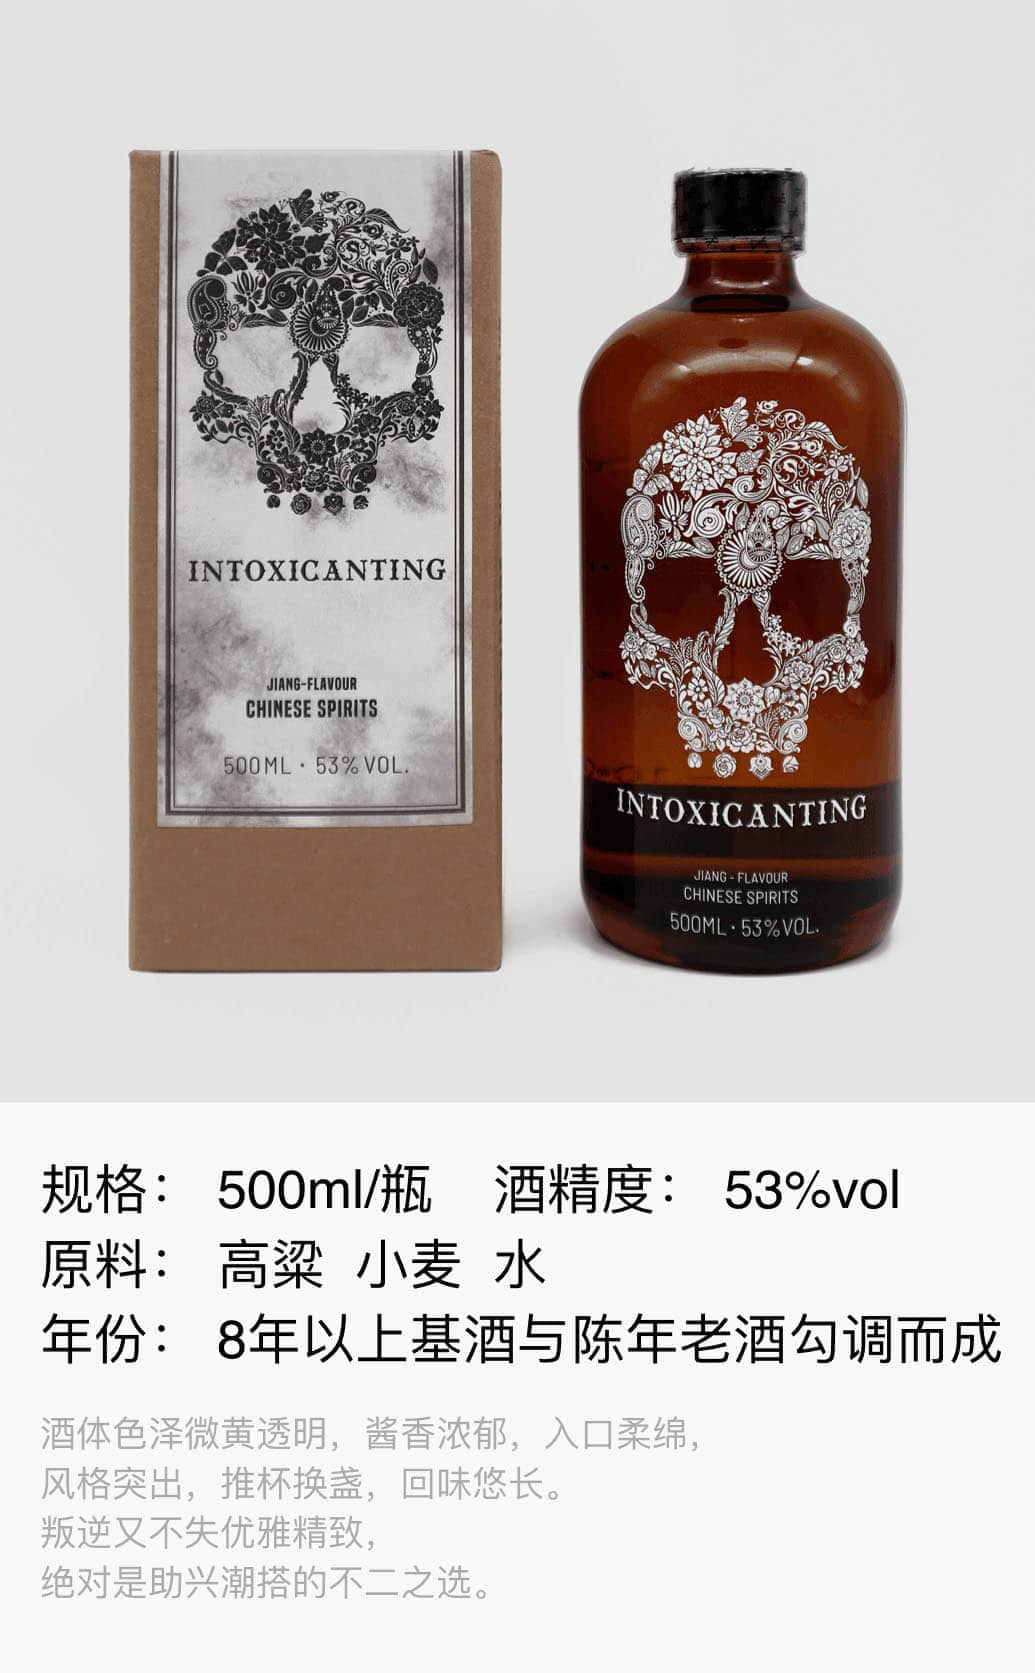 INTOXICANTING
JIANG-FLAVOUR
CHINESE SPIRITS
500ML · 53%VOL.
INTOXICANTING
JIANG-FLAVOUR
CHINESE SPIRITS
500ML · 53%VOL.
规格： 500ml/瓶 酒精度： 53%vol
原料： 高粱 小麦 水
年份： 8年以上基酒与陈年老酒勾调而成
酒体色泽微黄透明，酱香浓郁，入口柔绵，
风格突出，推杯换盏，回味悠长。
叛逆又不失优雅精致，
绝对是助兴潮搭的不二之选。